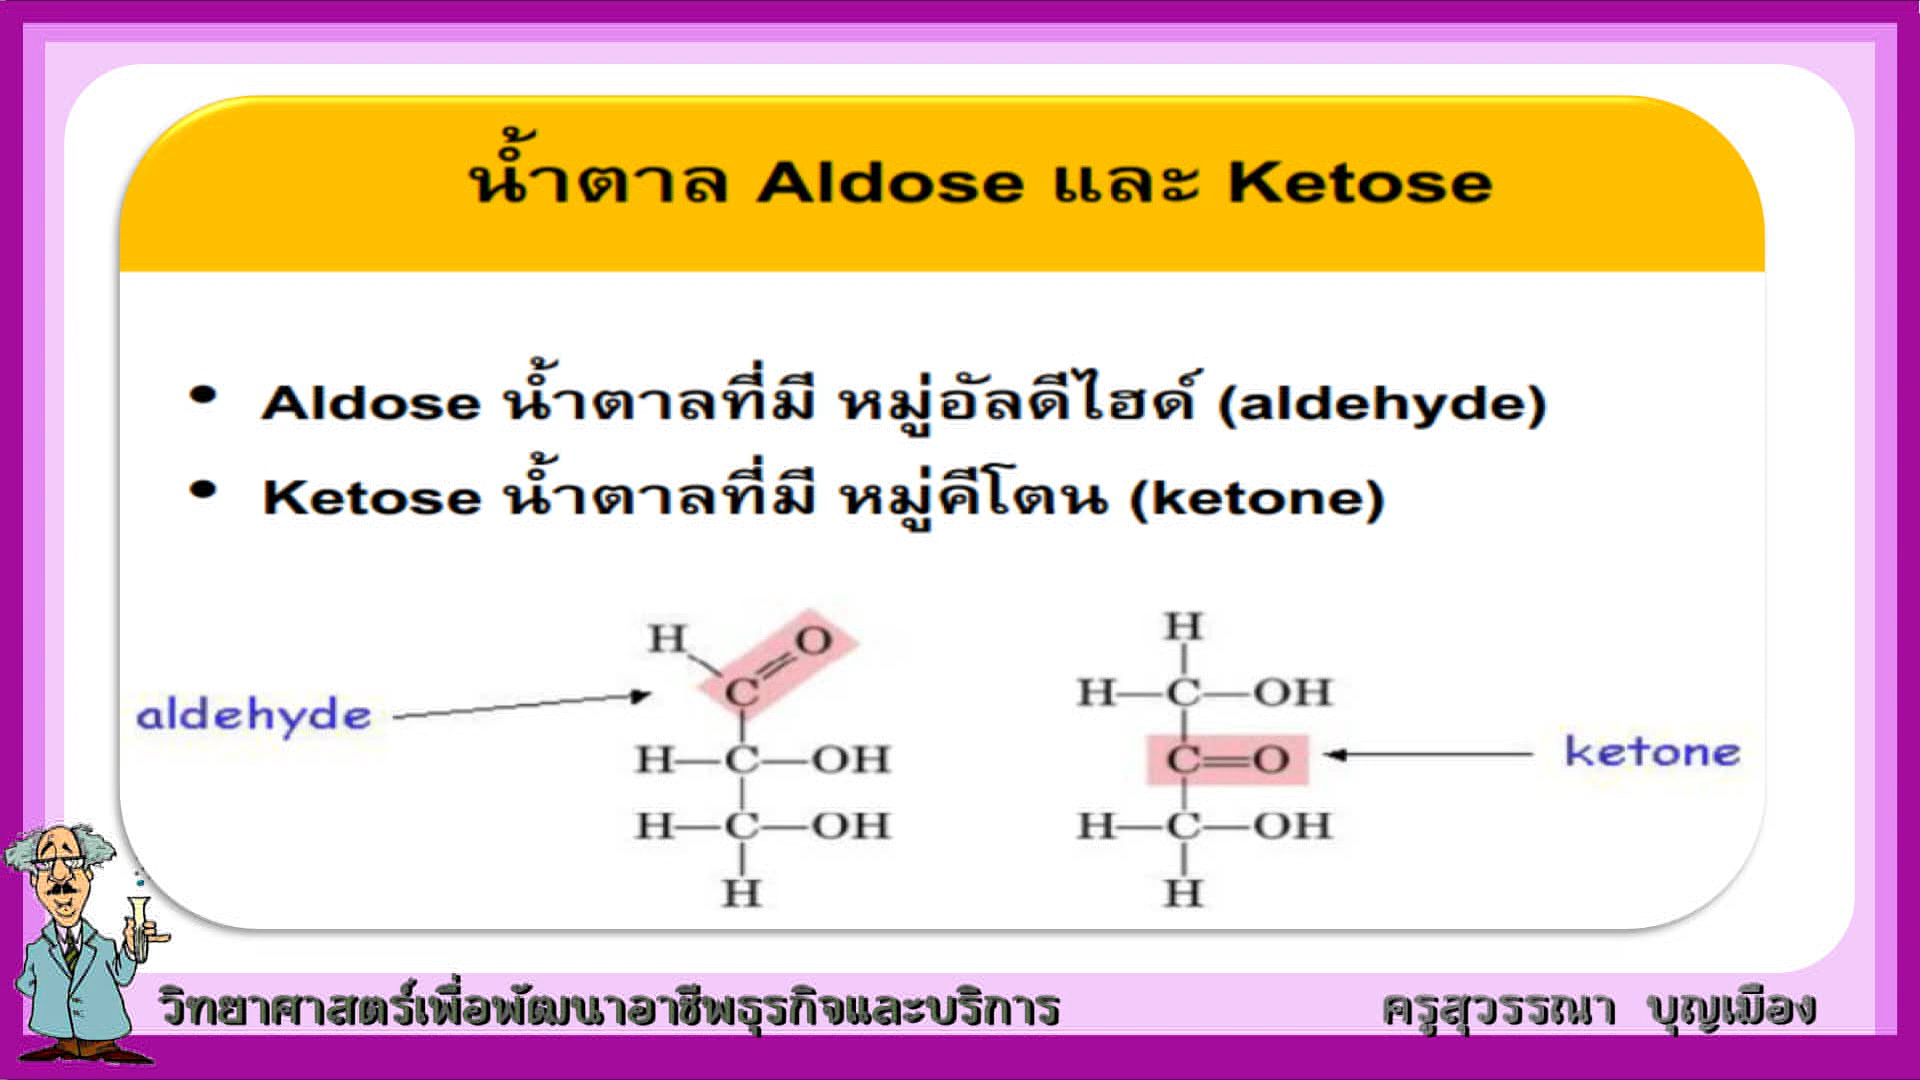 น้ำตาล Aldose และ Ketose
• Aldose น้ำตาลที่มี หมู่อัลดีไฮด์ (aldehyde)
• Ketose น้ำตาลที่มี หมู่คีโตน (ketone)
aldehyde
H O
C
H—C—OH
H—C—OH
H
H
H—C—OH
C=O
H—C—OH
H
ketone
วิทยาศาสตร์เพื่อพัฒนาอาชีพธุรกิจและบริการ
ครูสุวรรณา บุญเมือง